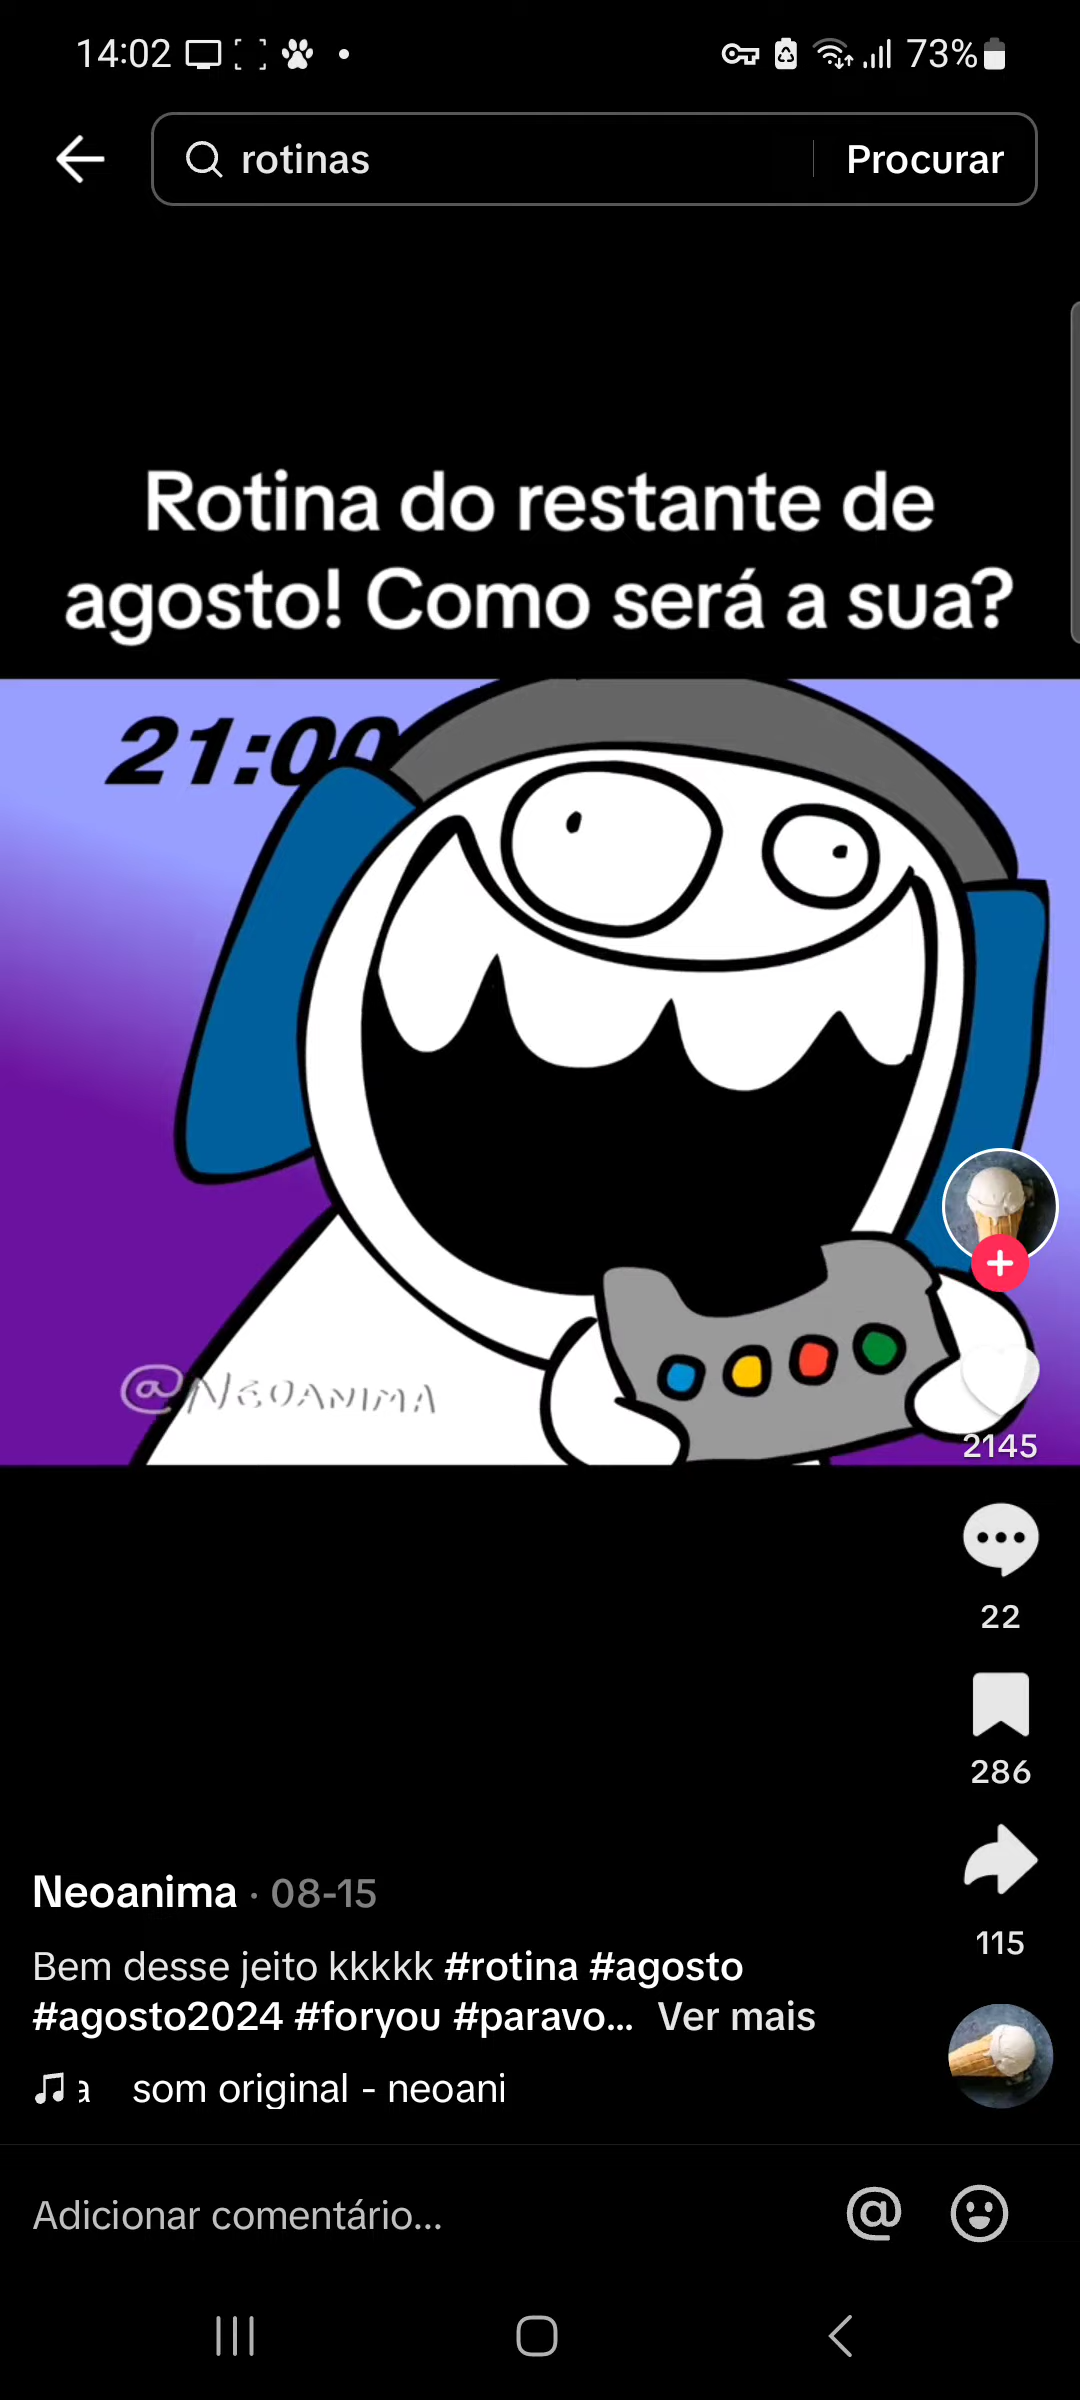 14:02
73%
rotinas
Procurar
Rotina do restante de
agosto! Como será a sua?
21:00
@NEOANIMA
2145
22
286
115
Neoanima · 08-15
Bem desse jeito kkkkk #rotina #agosto
#agosto2024 #foryou #paravo... Ver mais
a som original - neoani
Adicionar comentário...